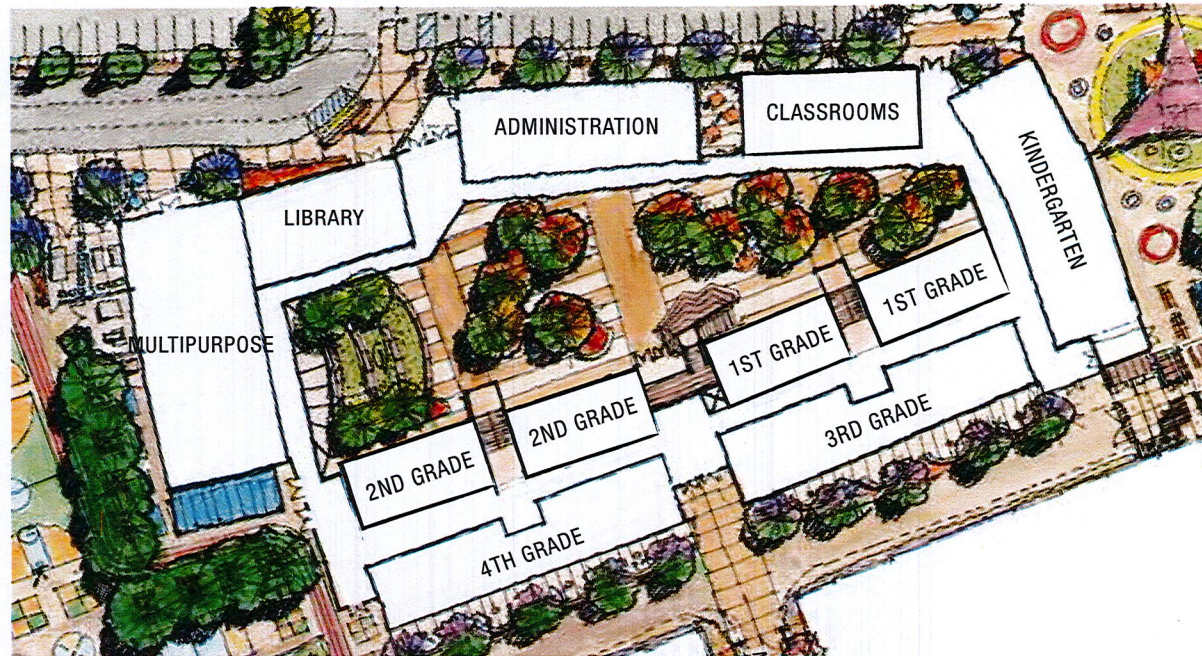 ADMINISTRATION
CLASSROOMS
KINDERGARTEN
LIBRARY
MULTIPURPOSE
1ST GRADE
1ST GRADE
2ND GRADE
2ND GRADE
3RD GRADE
4TH GRADE